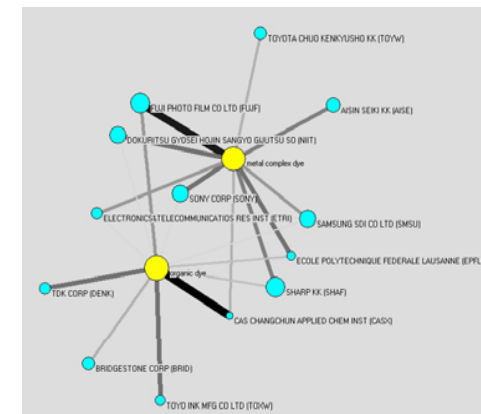 TOYOTA CHUO KENKYUSHO KK (TOYW)
FUJI PHOTO FILM CO LTD (FUJF)
AISIN SEIKI KK (AISE)
DOKURITSU GYOSEI HOJIN SANGYO GIJUTSU SO (NIIT)
metal complex dye
SONY CORP (SONY)
ELECTRONICS&TELECOMMUNICATIOS RES INST (ETRI)
SAMSUNG SDI CO LTD (SMSU)
ECOLE POLYTECHNIQUE FEDERALE LAUSANNE (EPFL
organic dye
TDK CORP (DENK)
SHARP KK (SHAF)
CAS CHANGCHUN APPLIED CHEM INST (CASX)
BRIDGESTONE CORP (BRID)
TOYO INK MFG CO LTD (TOXW)